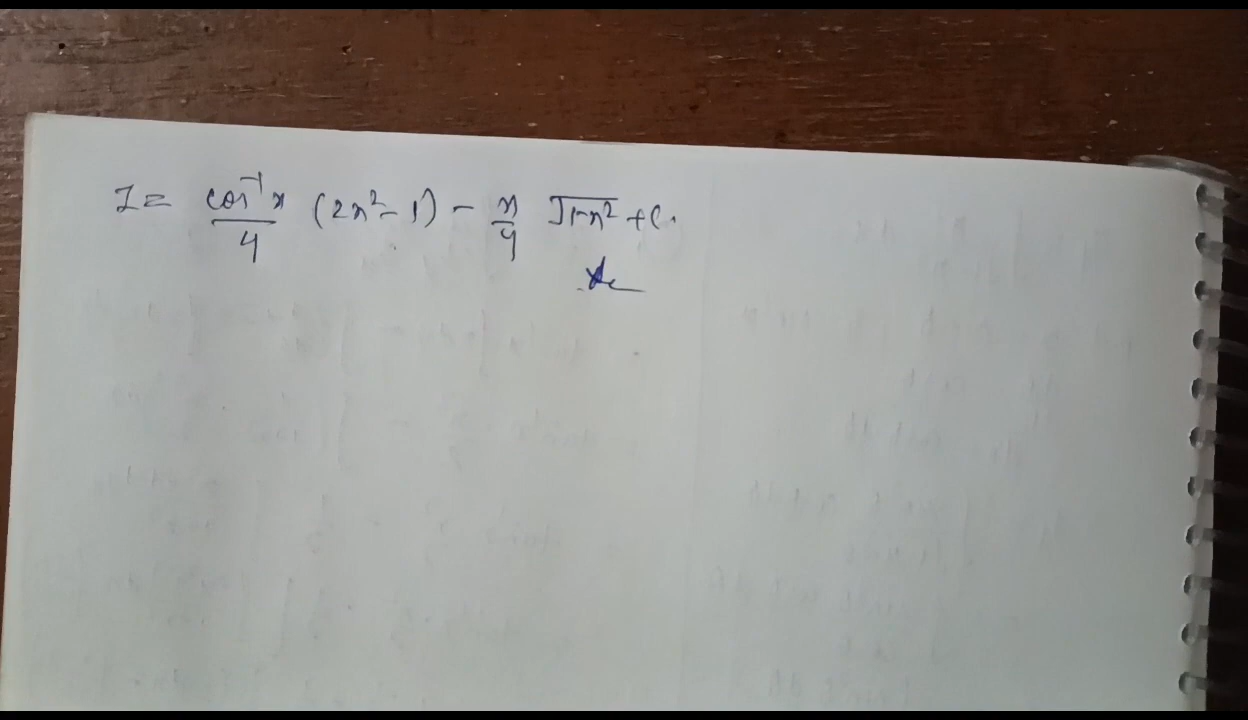 I = cos⁻¹x/4 (2x² - 1) - x/4 √1-x² + C.